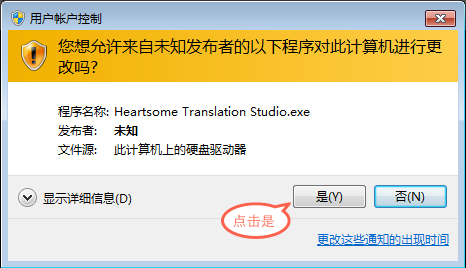 用户帐户控制
您想允许来自未知发布者的以下程序对此计算机进行更
改吗?
程序名称: Heartsome Translation Studio.exe
发布者: 未知
文件源: 此计算机上的硬盘驱动器
显示详细信息(D)
是(Y)
否(N)
点击是
更改这些通知的出现时间